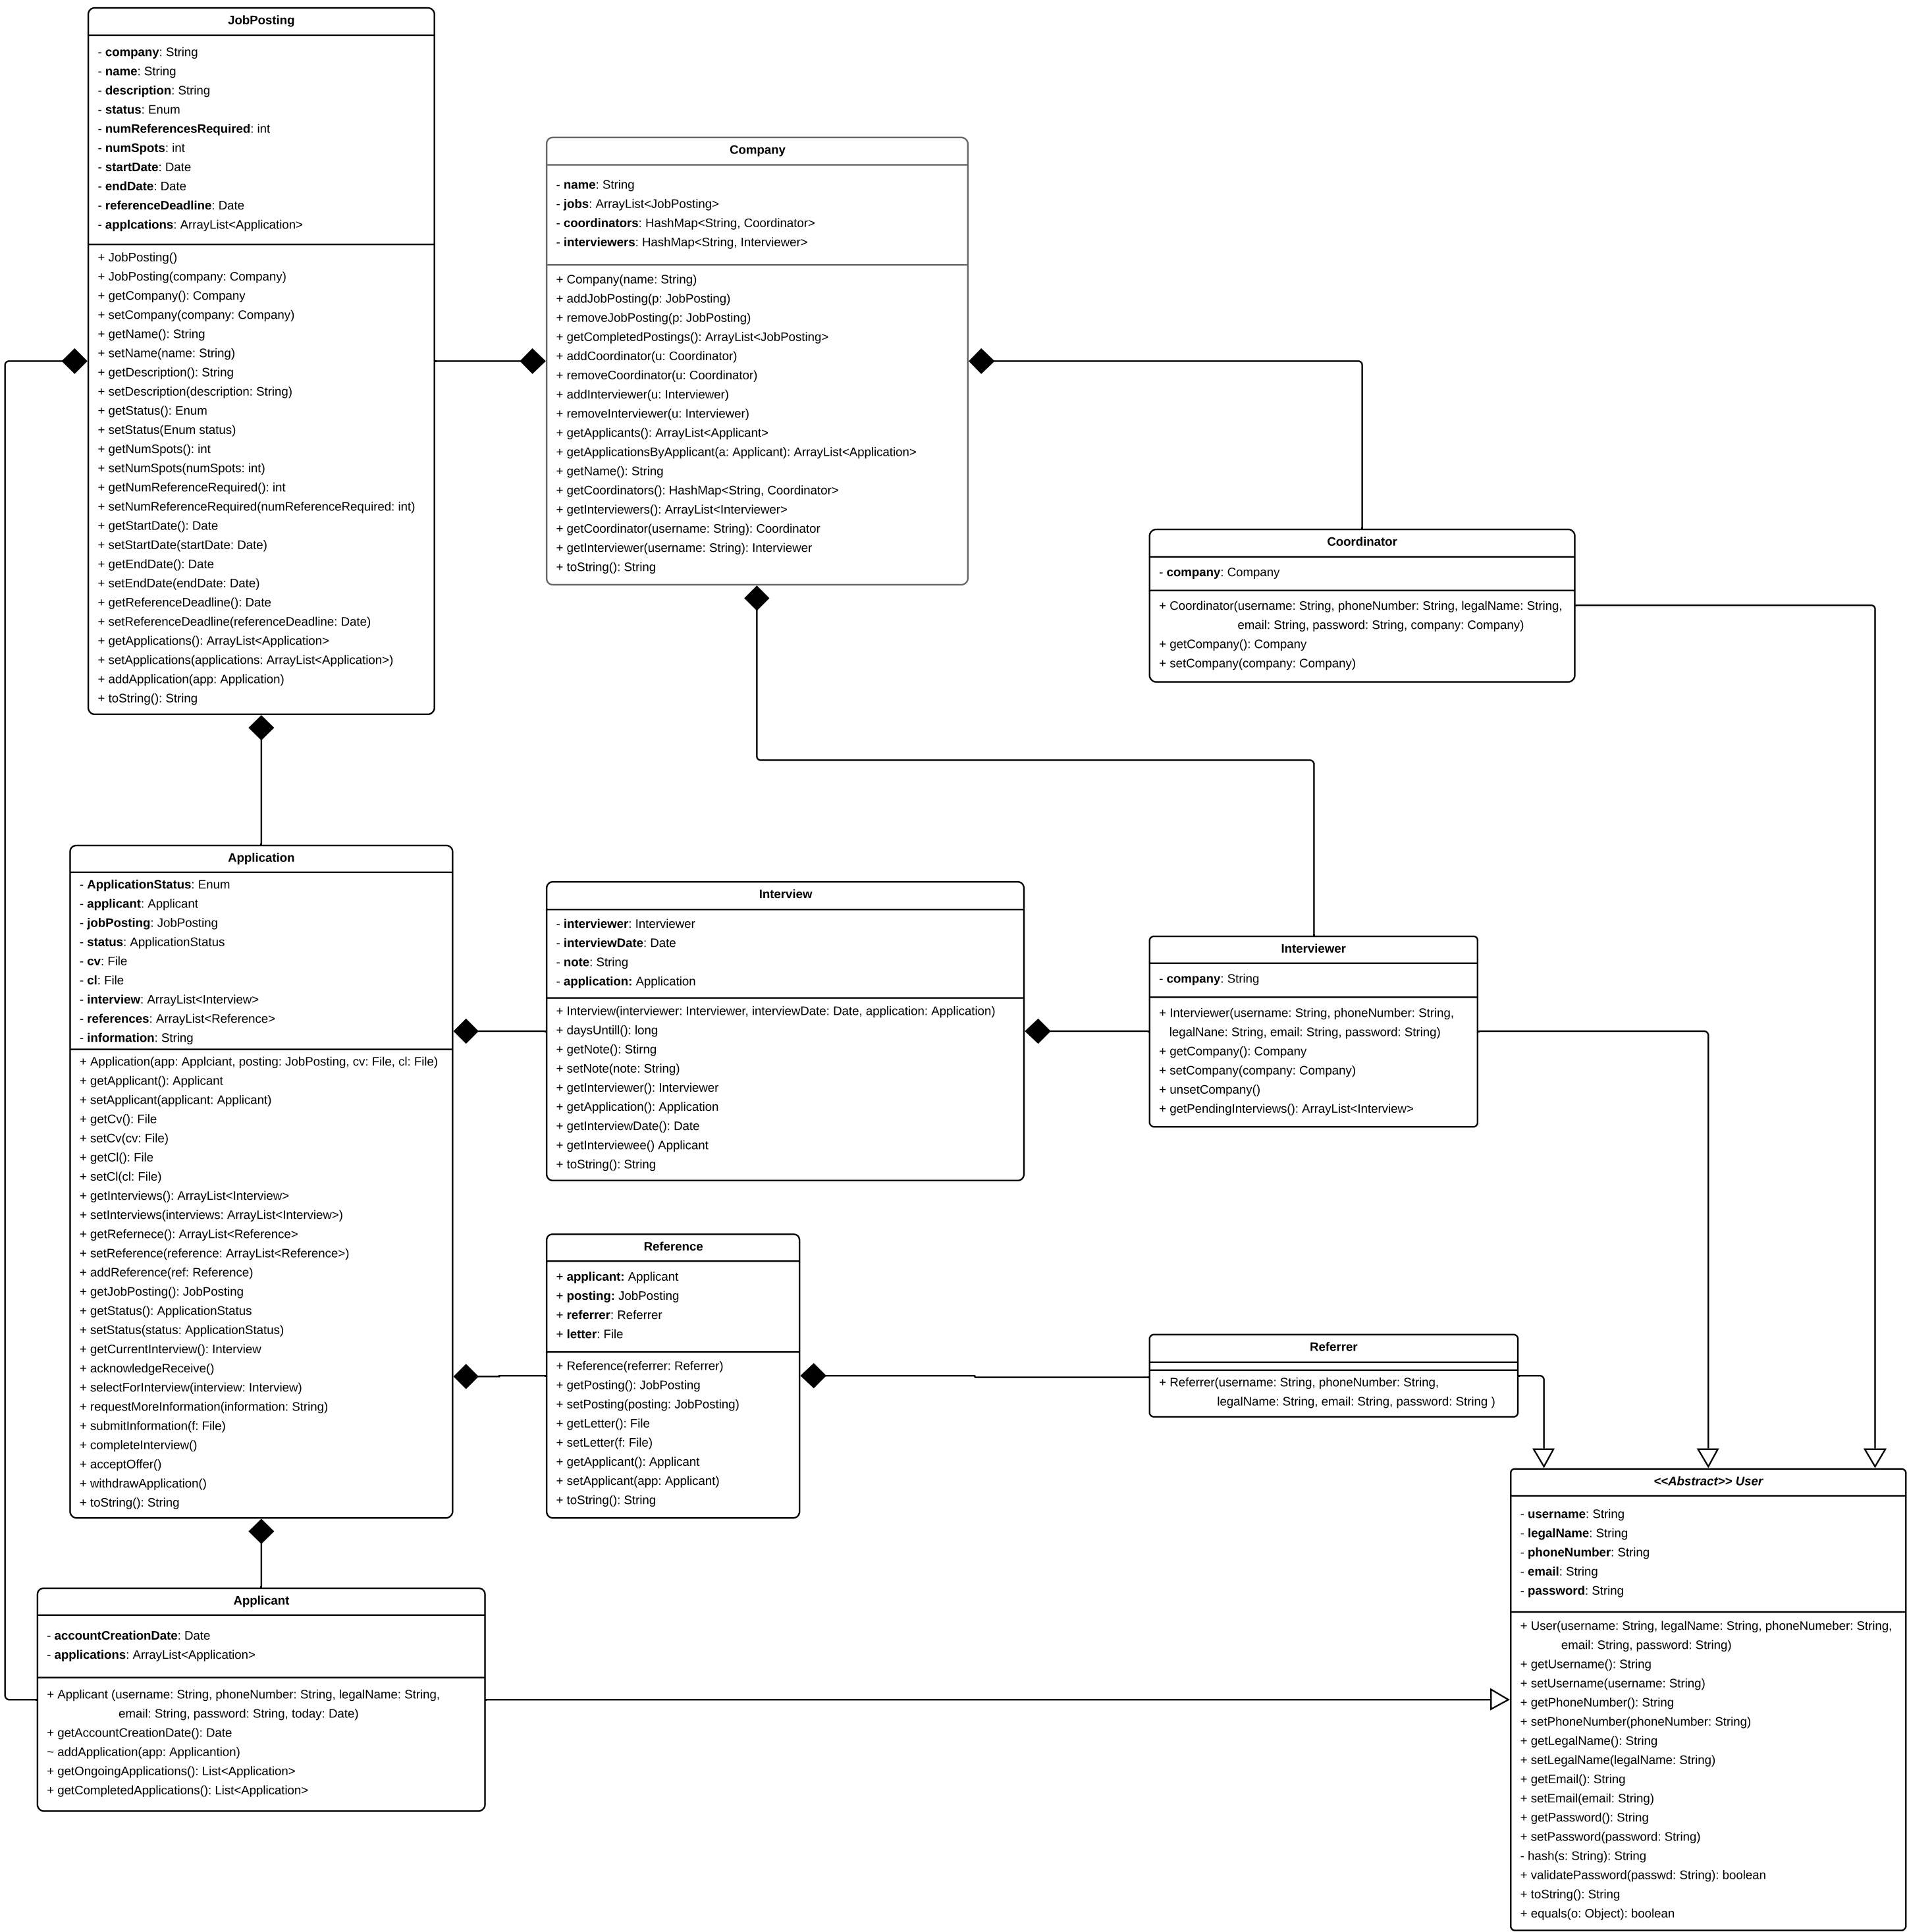 JobPosting
- company: String
- name: String
- description: String
- status: Enum
- numReferencesRequired: int
- numSpots: int
- startDate: Date
- endDate: Date
- referenceDeadline: Date
- applcations: ArrayList<Application>
+ JobPosting()
+ JobPosting(company: Company)
+ getCompany(): Company
+ setCompany(company: Company)
+ getName(): String
+ setName(name: String)
+ getDescription(): String
+ setDescription(description: String)
+ getStatus(): Enum
+ setStatus(Enum status)
+ getNumSpots(): int
+ setNumSpots(numSpots: int)
+ getNumReferenceRequired(): int
+ setNumReferenceRequired(numReferenceRequired: int)
+ getStartDate(): Date
+ setStartDate(startDate: Date)
+ getEndDate(): Date
+ setEndDate(endDate: Date)
+ getReferenceDeadline(): Date
+ setReferenceDeadline(referenceDeadline: Date)
+ getApplications(): ArrayList<Application>
+ setApplications(applications: ArrayList<Application>)
+ addApplication(app: Application)
+ toString(): String
Company
- name: String
- jobs: ArrayList<JobPosting>
- coordinators: HashMap<String, Coordinator>
- interviewers: HashMap<String, Interviewer>
+ Company(name: String)
+ addJobPosting(p: JobPosting)
+ removeJobPosting(p: JobPosting)
+ getCompletedPostings(): ArrayList<JobPosting>
+ addCoordinator(u: Coordinator)
+ removeCoordinator(u: Coordinator)
+ addInterviewer(u: Interviewer)
+ removeInterviewer(u: Interviewer)
+ getApplicants(): ArrayList<Applicant>
+ getApplicationsByApplicant(a: Applicant): ArrayList<Application>
+ getName(): String
+ getCoordinators(): HashMap<String, Coordinator>
+ getInterviewers(): ArrayList<Interviewer>
+ getCoordinator(username: String): Coordinator
+ getInterviewer(username: String): Interviewer
+ toString(): String
Coordinator
- company: Company
+ Coordinator(username: String, phoneNumber: String, legalName: String,
email: String, password: String, company: Company)
+ getCompany(): Company
+ setCompany(company: Company)
Application
- ApplicationStatus: Enum
- applicant: Applicant
- jobPosting: JobPosting
- status: ApplicationStatus
- cv: File
- cl: File
- interview: ArrayList<Interview>
- references: ArrayList<Reference>
- information: String
+ Application(app: Applciant, posting: JobPosting, cv: File, cl: File)
+ getApplicant(): Applicant
+ setApplicant(applicant: Applicant)
+ getCv(): File
+ setCv(cv: File)
+ getCl(): File
+ setCl(cl: File)
+ getInterviews(): ArrayList<Interview>
+ setInterviews(interviews: ArrayList<Interview>)
+ getRefernece(): ArrayList<Reference>
+ setReference(reference: ArrayList<Reference>)
+ addReference(ref: Reference)
+ getJobPosting(): JobPosting
+ getStatus(): ApplicationStatus
+ setStatus(status: ApplicationStatus)
+ getCurrentInterview(): Interview
+ acknowledgeReceive()
+ selectForInterview(interview: Interview)
+ requestMoreInformation(information: String)
+ submitInformation(f: File)
+ completeInterview()
+ acceptOffer()
+ withdrawApplication()
+ toString(): String
Interview
- interviewer: Interviewer
- interviewDate: Date
- note: String
- application: Application
+ Interview(interviewer: Interviewer, interviewDate: Date, application: Application)
+ daysUntill(): long
+ getNote(): Stirng
+ setNote(note: String)
+ getInterviewer(): Interviewer
+ getApplication(): Application
+ getInterviewDate(): Date
+ getInterviewee() Applicant
+ toString(): String
Interviewer
- company: String
+ Interviewer(username: String, phoneNumber: String,
legalNane: String, email: String, password: String)
+ getCompany(): Company
+ setCompany(company: Company)
+ unsetCompany()
+ getPendingInterviews(): ArrayList<Interview>
Reference
+ applicant: Applicant
+ posting: JobPosting
+ referrer: Referrer
+ letter: File
+ Reference(referrer: Referrer)
+ getPosting(): JobPosting
+ setPosting(posting: JobPosting)
+ getLetter(): File
+ setLetter(f: File)
+ getApplicant(): Applicant
+ setApplicant(app: Applicant)
+ toString(): String
Referrer
+ Referrer(username: String, phoneNumber: String,
legalName: String, email: String, password: String )
<<Abstract>> User
- username: String
- legalName: String
- phoneNumber: String
- email: String
- password: String
+ User(username: String, legalName: String, phoneNumeber: String,
email: String, password: String)
+ getUsername(): String
+ setUsername(username: String)
+ getPhoneNumber(): String
+ setPhoneNumber(phoneNumber: String)
+ getLegalName(): String
+ setLegalName(legalName: String)
+ getEmail(): String
+ setEmail(email: String)
+ getPassword(): String
+ setPassword(password: String)
- hash(s: String): String
+ validatePassword(passwd: String): boolean
+ toString(): String
+ equals(o: Object): boolean
Applicant
- accountCreationDate: Date
- applications: ArrayList<Application>
+ Applicant (username: String, phoneNumber: String, legalName: String,
email: String, password: String, today: Date)
+ getAccountCreationDate(): Date
~ addApplication(app: Applicantion)
+ getOngoingApplications(): List<Application>
+ getCompletedApplications(): List<Application>